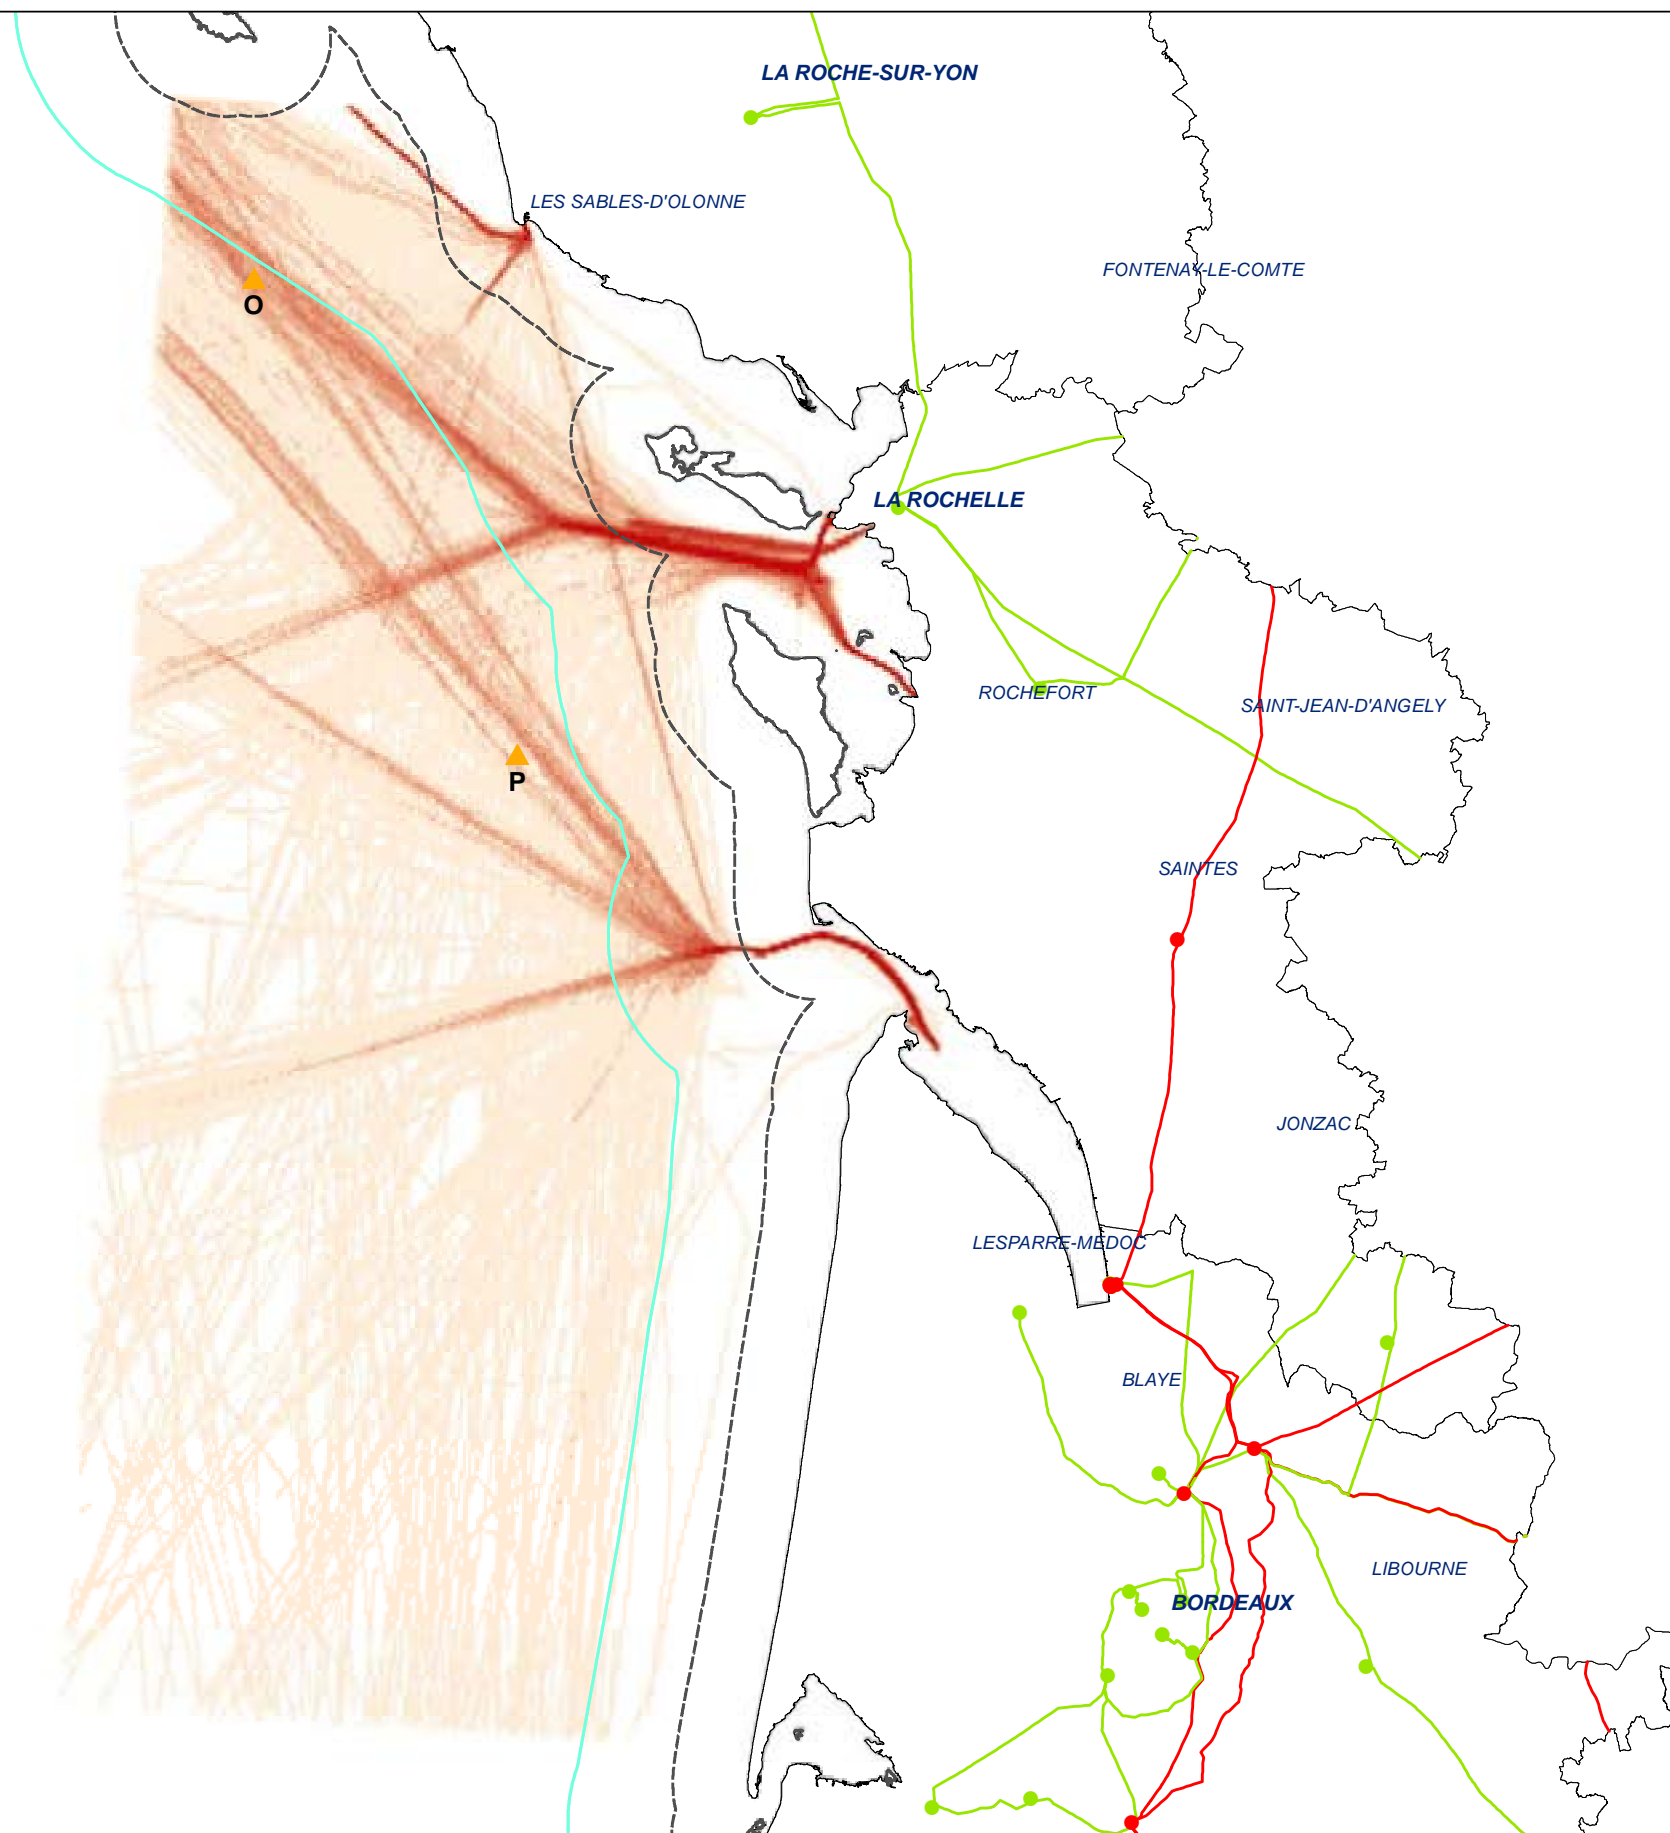 LA ROCHE-SUR-YON
LES SABLES-D'OLONNE
FONTENAY-LE-COMTE
O
LA ROCHELLE
ROCHEFORT
SAINT-JEAN-D'ANGELY
P
SAINTES
JONZAC
LESPARRE-MEDOC
BLAYE
LIBOURNE
BORDEAUX